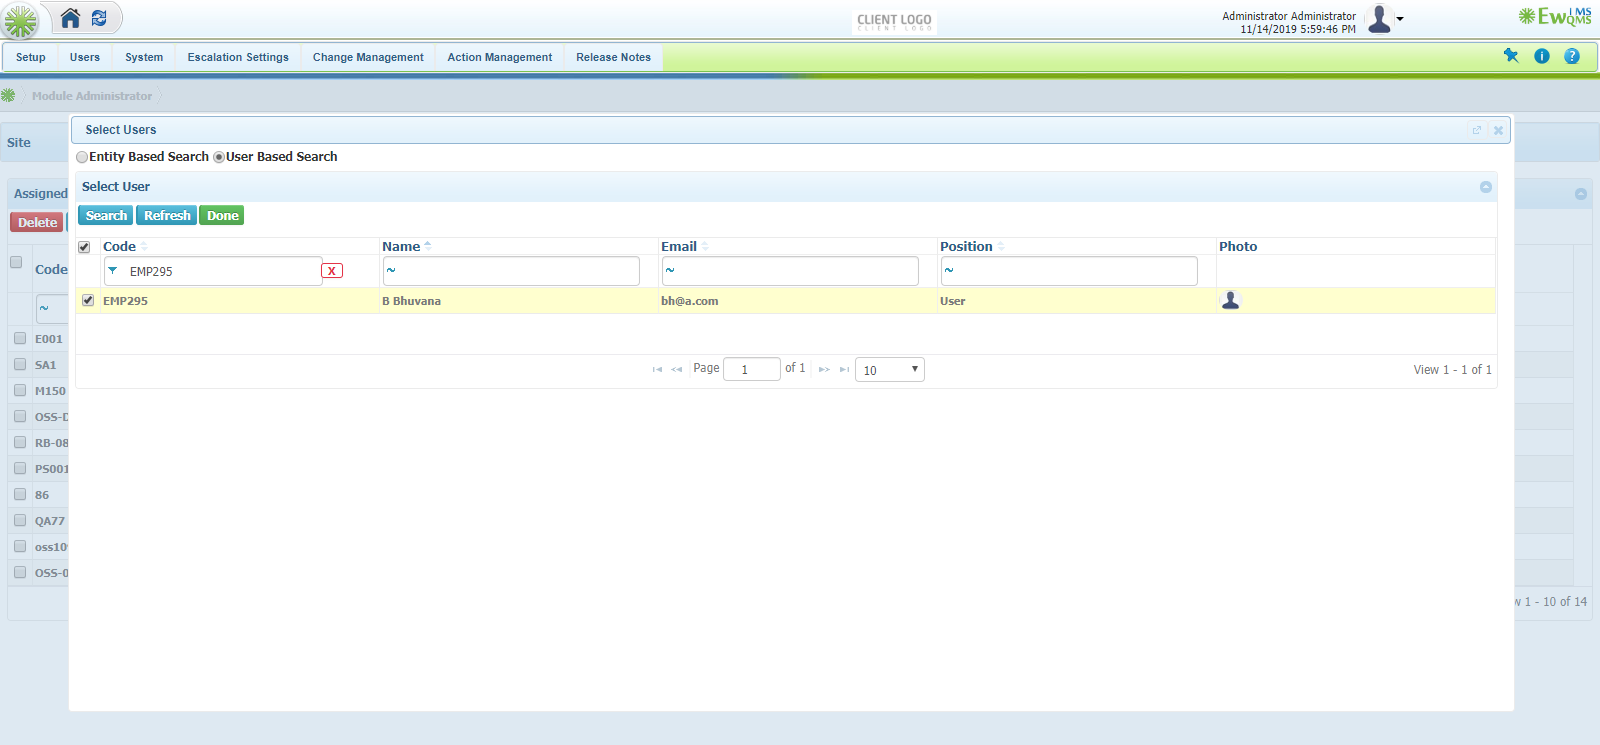 CLIENT LOGO
CLIENT LOGO
Administrator Administrator
11/14/2019 5:59:46 PM
EwIMS
QMS
Setup Users System Escalation Settings Change Management Action Management Release Notes
Module Administrator
Site
Select Users
Entity Based Search User Based Search
Assigned
Select User
Delete
Search Refresh Done
Code
Code Name Email Position Photo
~
EMP295 X ~ ~ ~
EMP295 B Bhuvana bh@a.com User
E001
SA1
M150
OSS-D
RB-08
PS001
86
QA77
oss10
OSS-0
Page 1 of 1 10 View 1 - 1 of 1
w 1 - 10 of 14